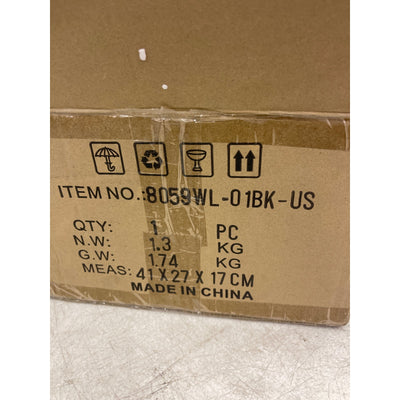 ITEM NO.:8059WL-01BK-US
QTY: 1 PC
N.W: 1.3 KG
G.W: 1.74 KG
MEAS: 41 X 27 X 17 CM
MADE IN CHINA